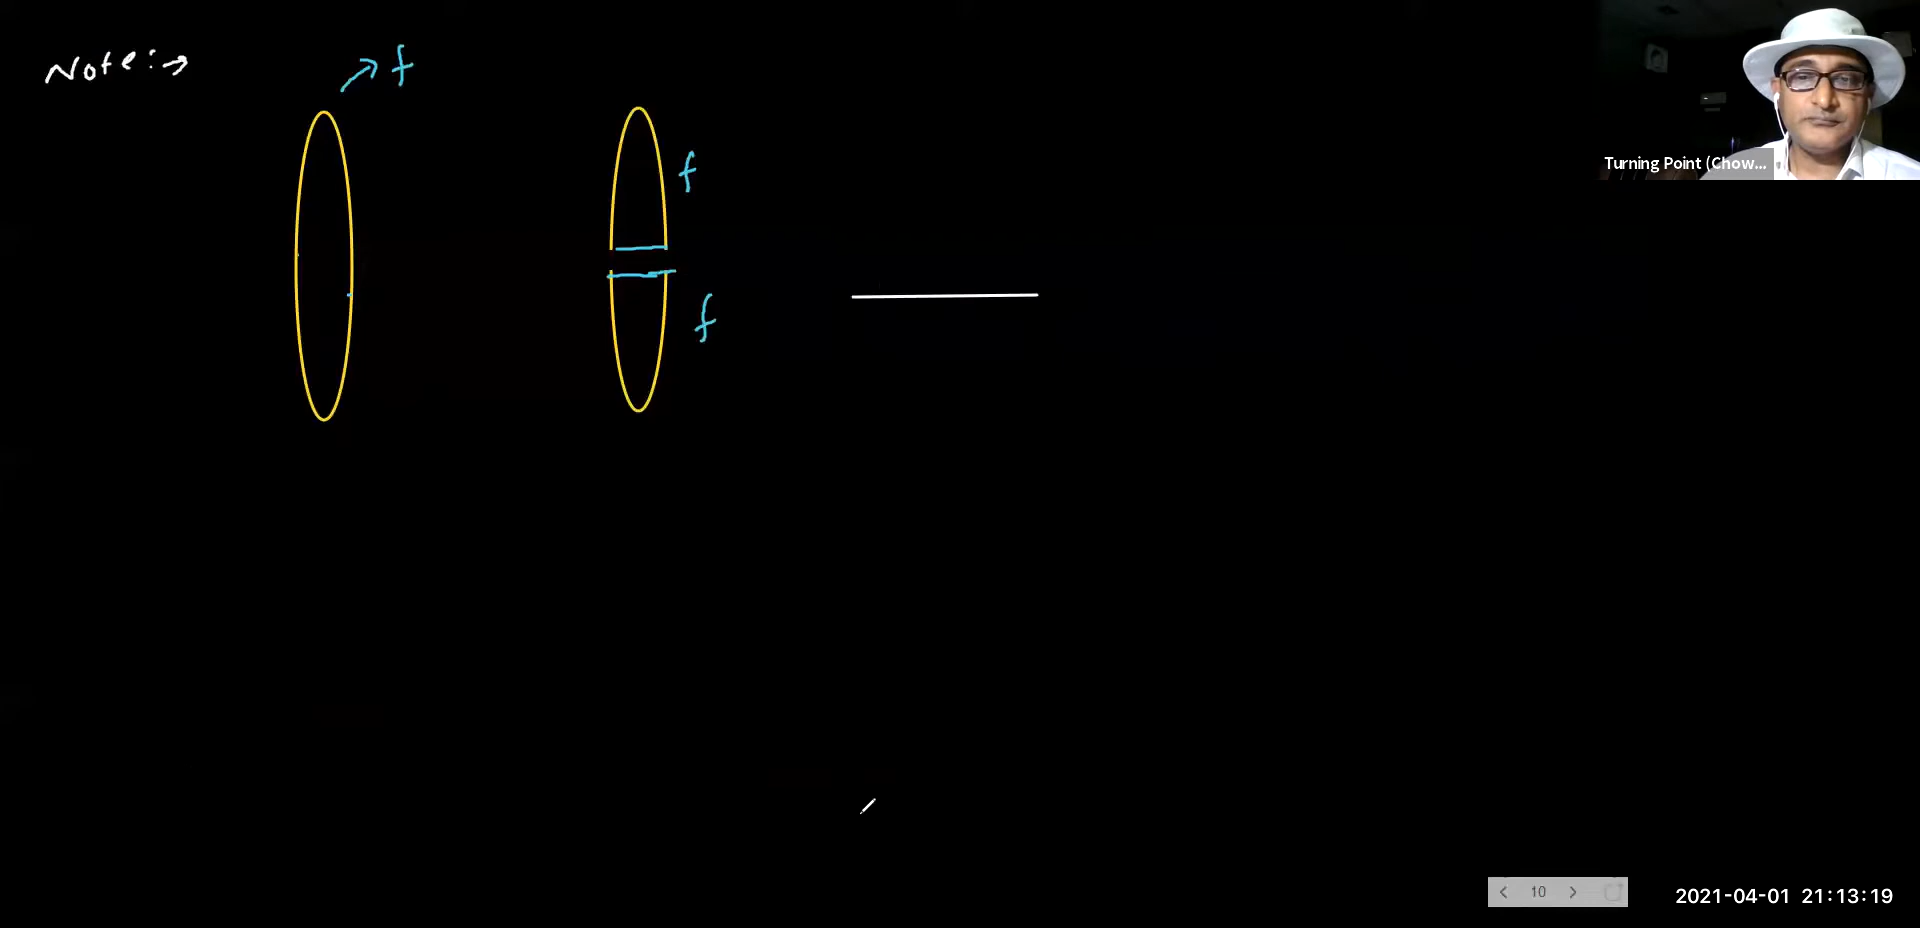 Note:→
f
f
f
Turning Point (Chow...
10
2021-04-01 21:13:19